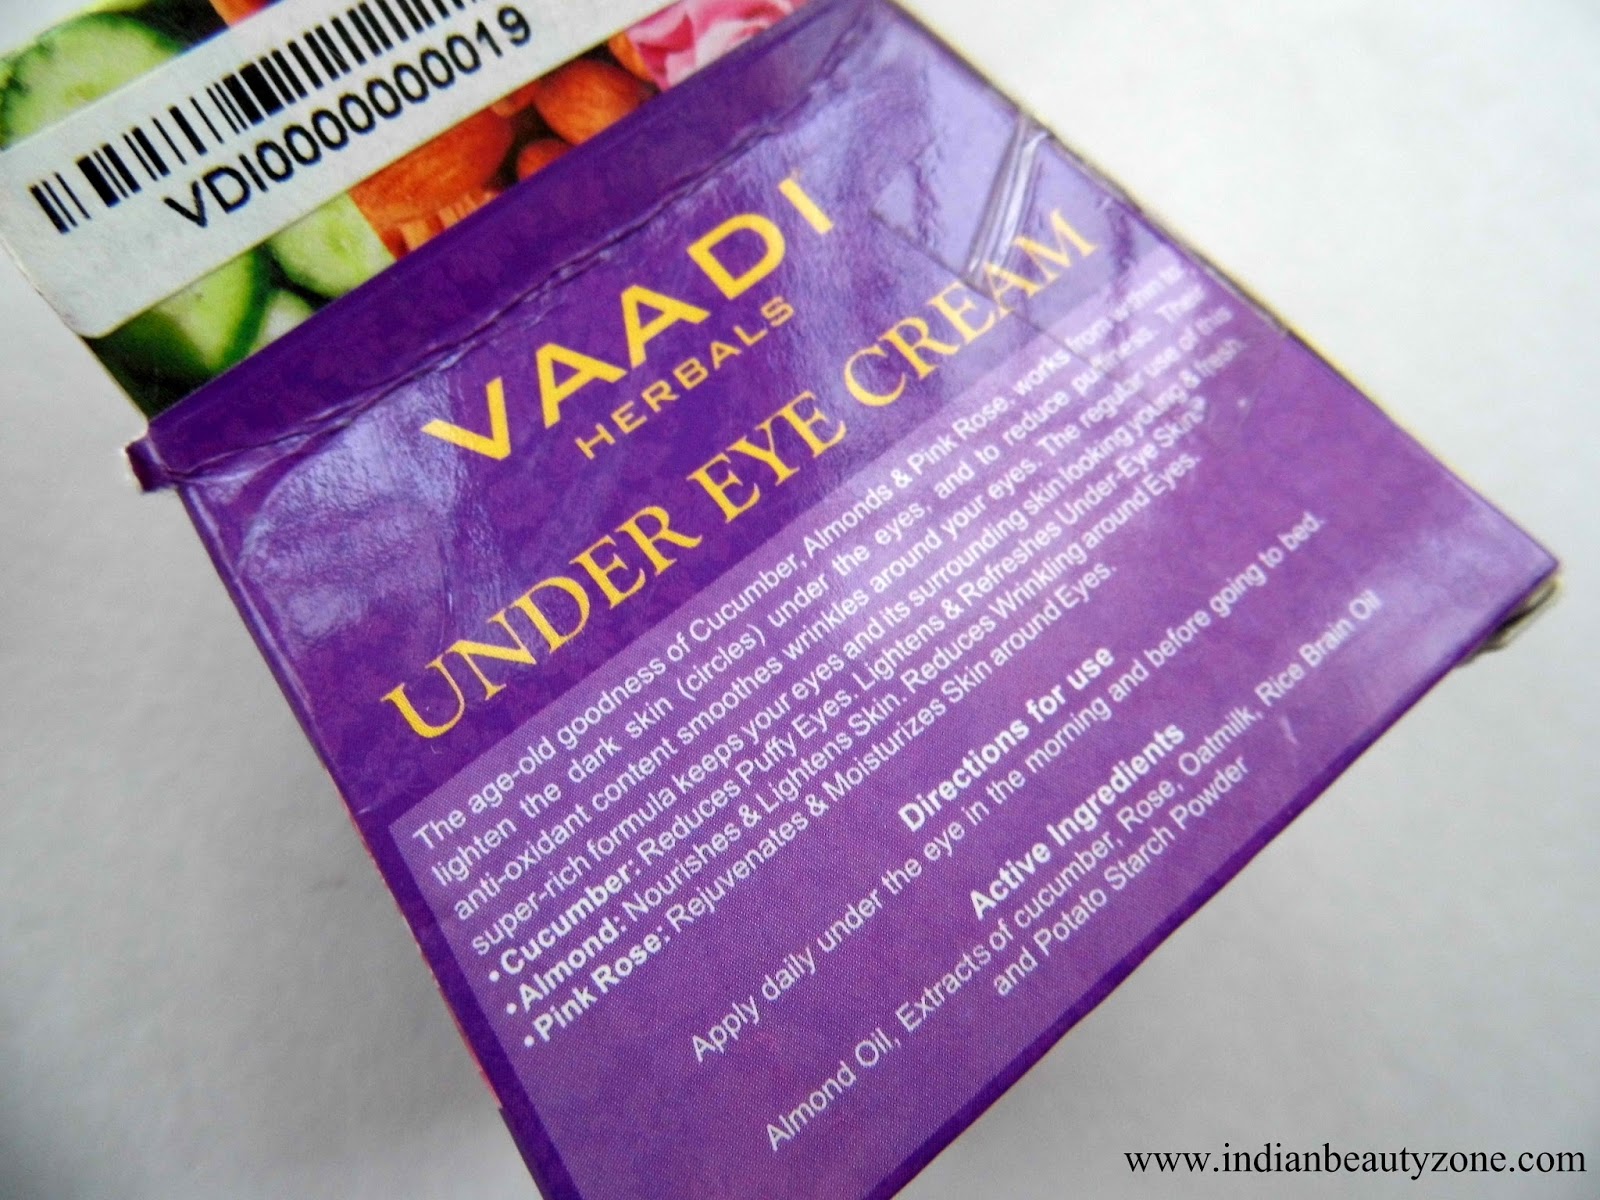 VDI0000000019
VAADI
HERBALS
UNDER EYE CREAM
The age-old goodness of Cucumber, Almonds & Pink Rose. works from within to
lighten the dark skin (circles) under the eyes, and to reduce puffiness. Their
anti-oxidant content smoothes wrinkles around your eyes. The regular use of this
super-rich formula keeps your eyes and its surrounding skin looking young & fresh.
•Cucumber: Reduces Puffy Eyes. Lightens & Refreshes Under-Eye Skin
•Almond: Nourishes & Lightens Skin. Reduces Wrinkling around Eyes.
•Pink Rose: Rejuvenates & Moisturizes Skin around Eyes.
Directions for use
Apply daily under the eye in the morning and before going to bed.
Active Ingredients
Almond Oil, Extracts of cucumber, Rose, Oatmilk, Rice Brain Oil
and Potato Starch Powder
www.indianbeautyzone.com